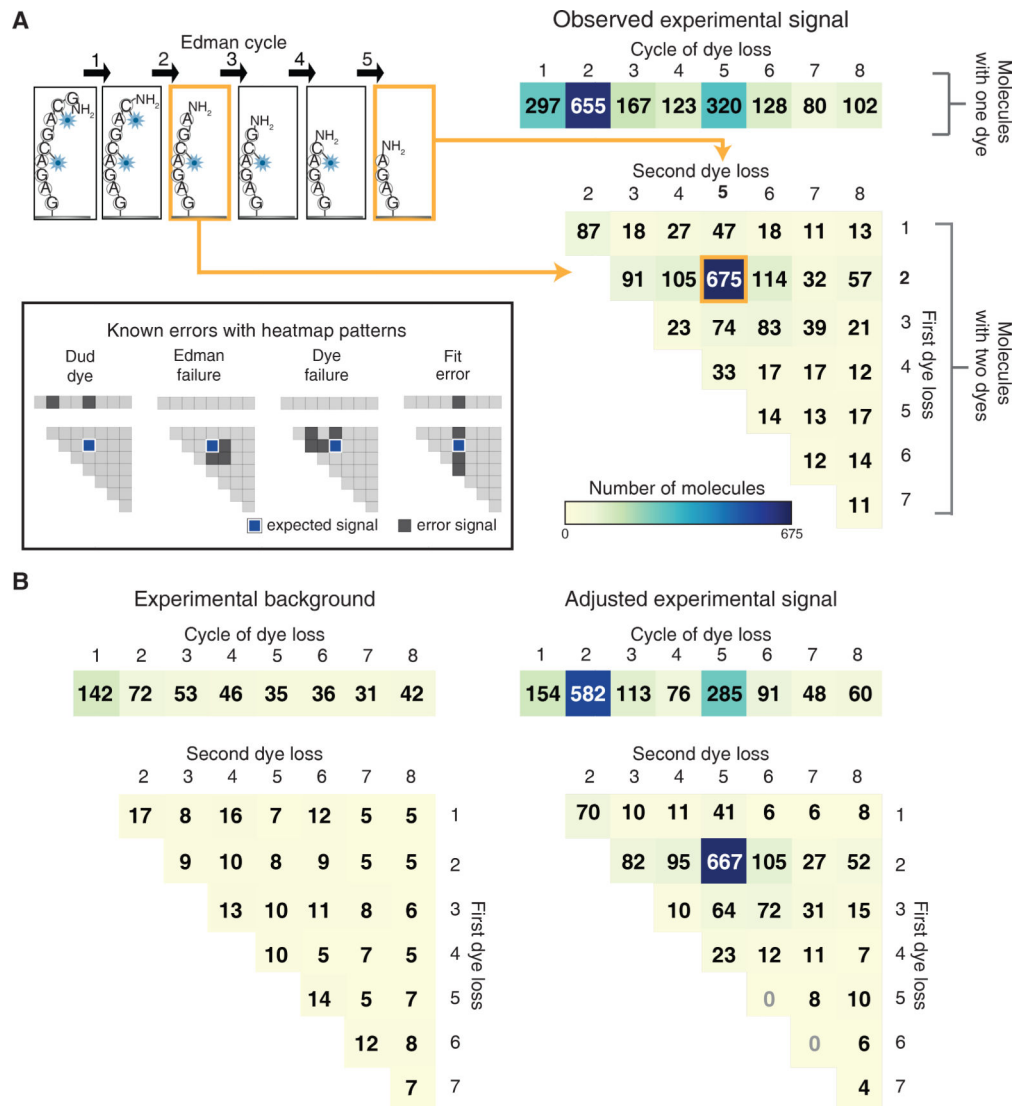 A
Edman cycle
1 2 3 4 5
G
NH2
C
A
G
C
A
G
A
G
NH2
C
A
G
C
A
G
A
G
NH2
A
G
C
A
G
A
G
NH2
G
C
A
G
A
G
NH2
C
A
G
A
G
NH2
A
G
A
G
Observed experimental signal
Cycle of dye loss
1 2 3 4 5 6 7 8
297 655 167 123 320 128 80 102
Molecules
with one dye
Second dye loss
2 3 4 5 6 7 8
87 18 27 47 18 11 13 1
91 105 675 114 32 57 2
23 74 83 39 21 3
33 17 17 12 4
14 13 17 5
12 14 6
11 7
First dye loss
Molecules
with two dyes
Number of molecules
0 675
Known errors with heatmap patterns
Dud
dye
Edman
failure
Dye
failure
Fit
error
expected signal
error signal
B
Experimental background
Cycle of dye loss
1 2 3 4 5 6 7 8
142 72 53 46 35 36 31 42
Second dye loss
2 3 4 5 6 7 8
17 8 16 7 12 5 5 1
9 10 8 9 5 5 2
13 10 11 8 6 3
10 5 7 5 4
14 5 7 5
12 8 6
7 7
First dye loss
Adjusted experimental signal
Cycle of dye loss
1 2 3 4 5 6 7 8
154 582 113 76 285 91 48 60
Second dye loss
2 3 4 5 6 7 8
70 10 11 41 6 6 8 1
82 95 667 105 27 52 2
10 64 72 31 15 3
23 12 11 7 4
0 8 10 5
0 6 6
4 7
First dye loss